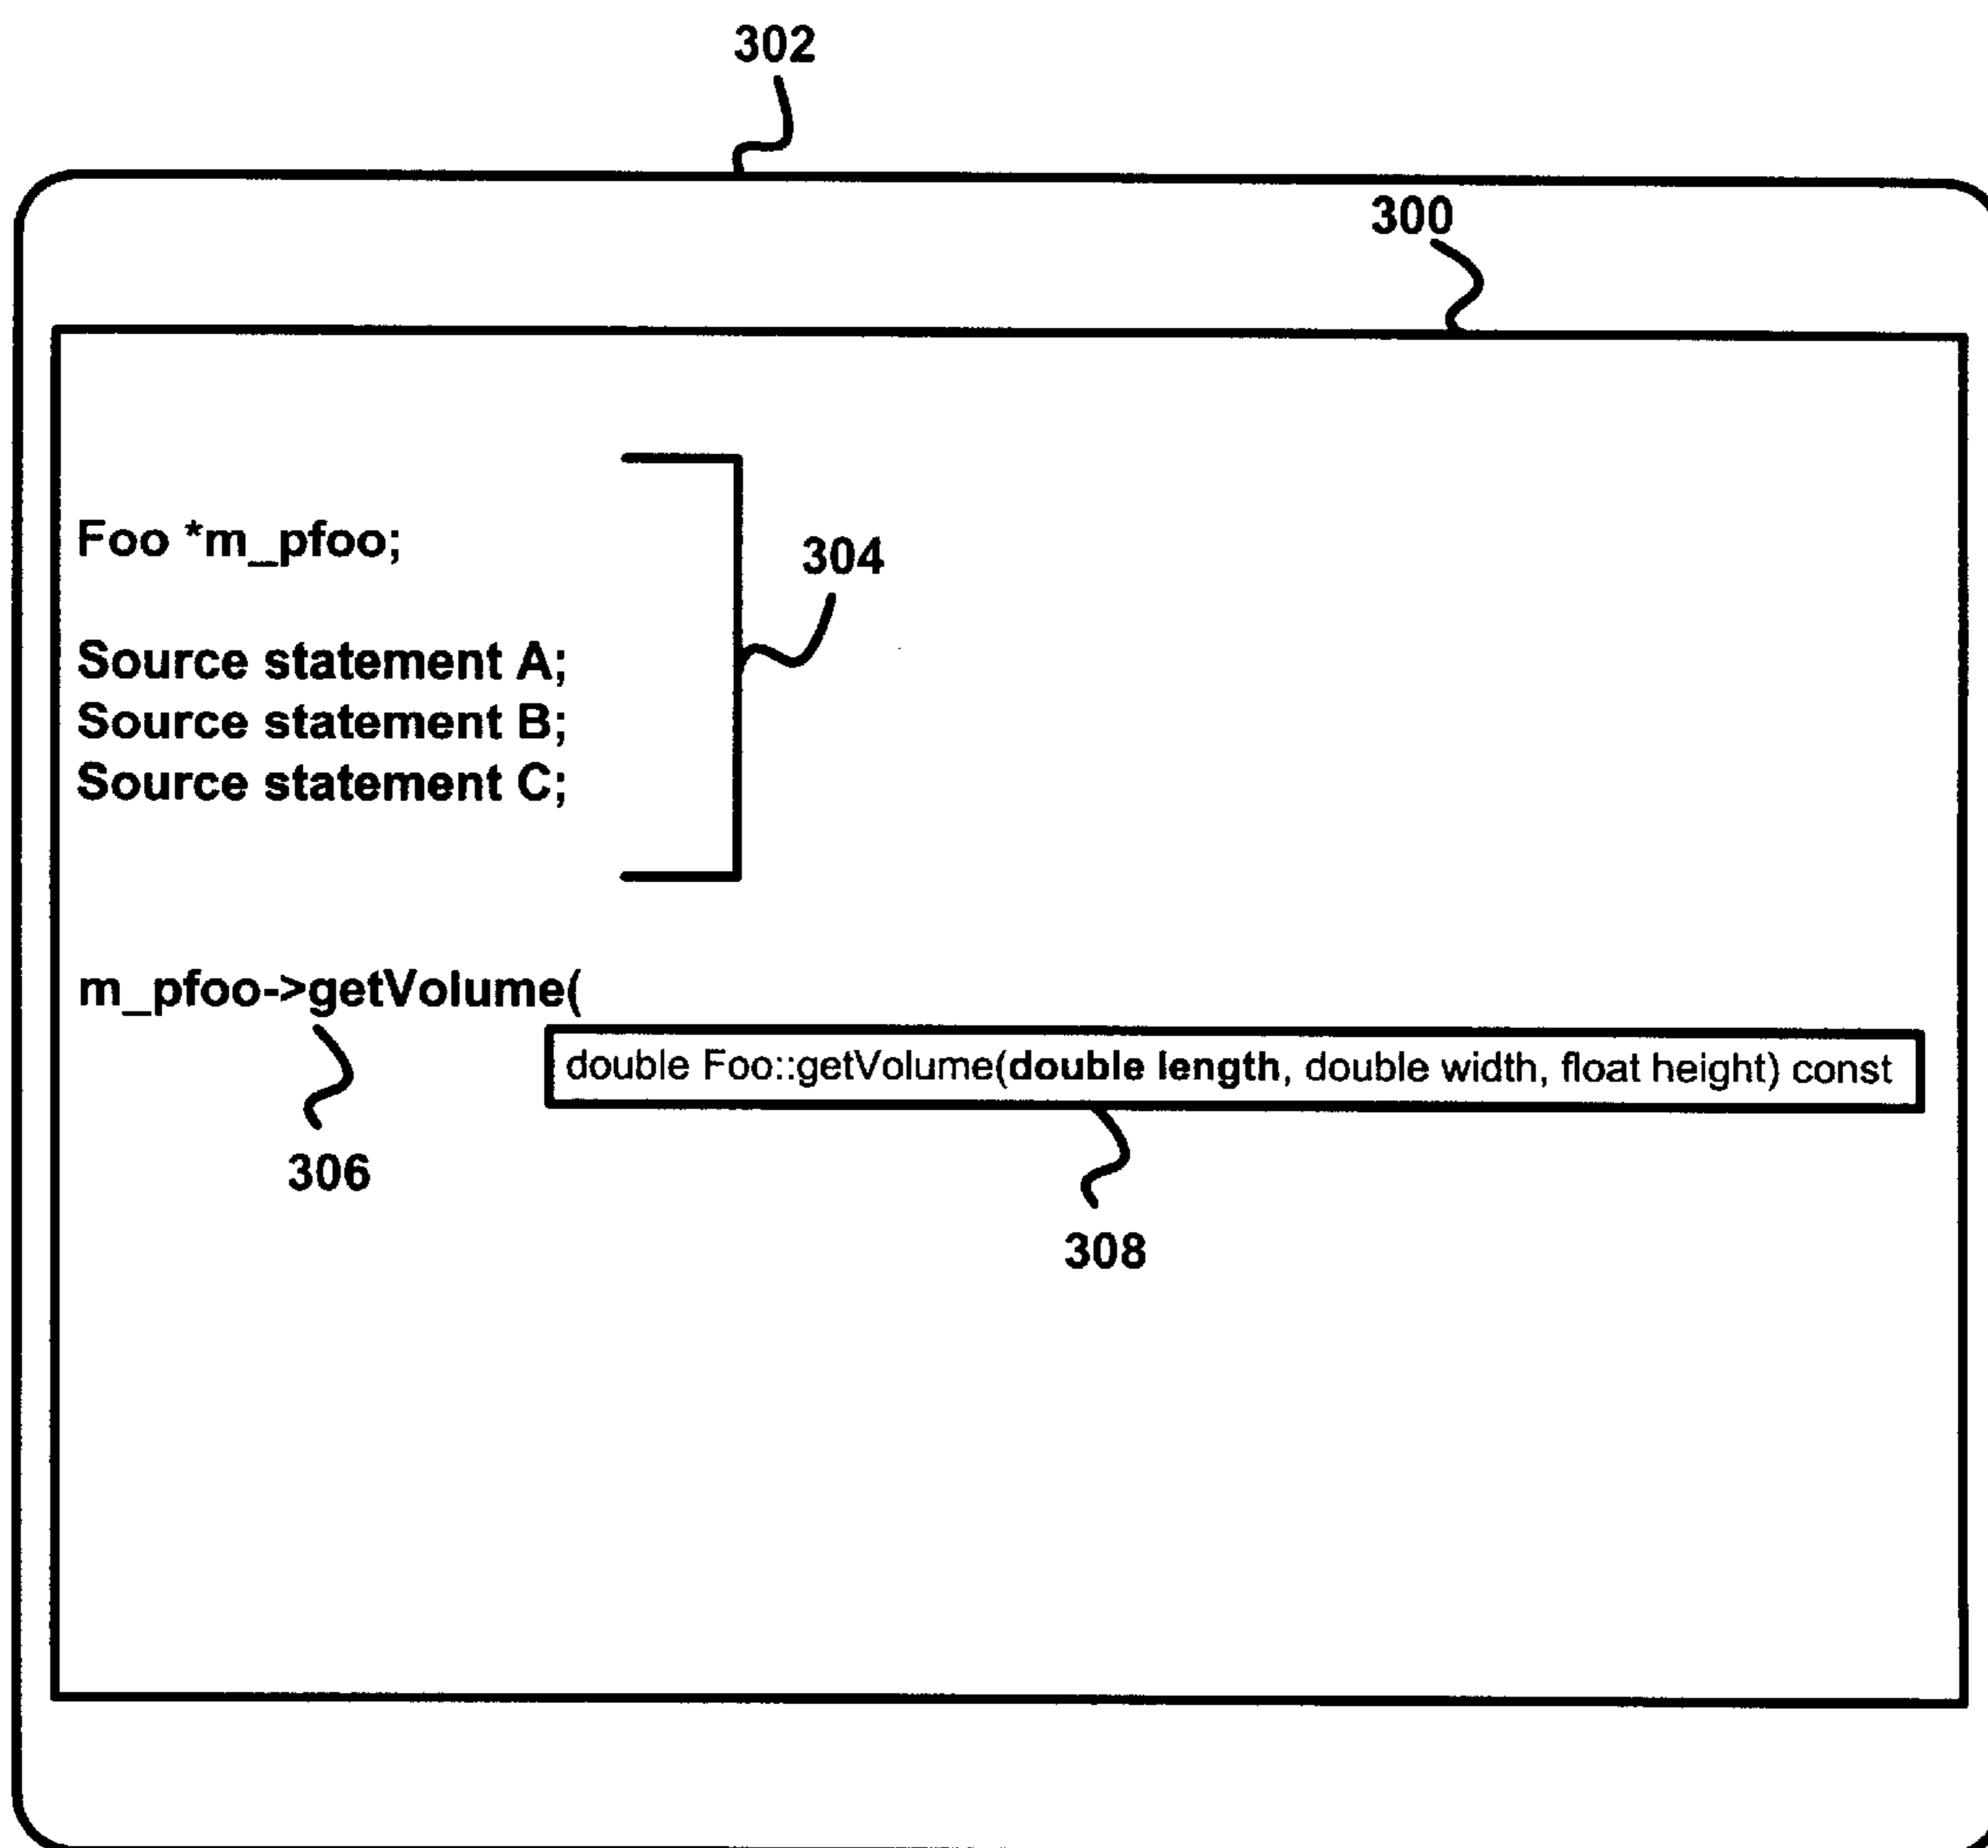 302
300
Foo *m_pfoo;
304
Source statement A;
Source statement B;
Source statement C;
m_pfoo->getVolume(
double Foo::getVolume(double length, double width, float height) const
306
308